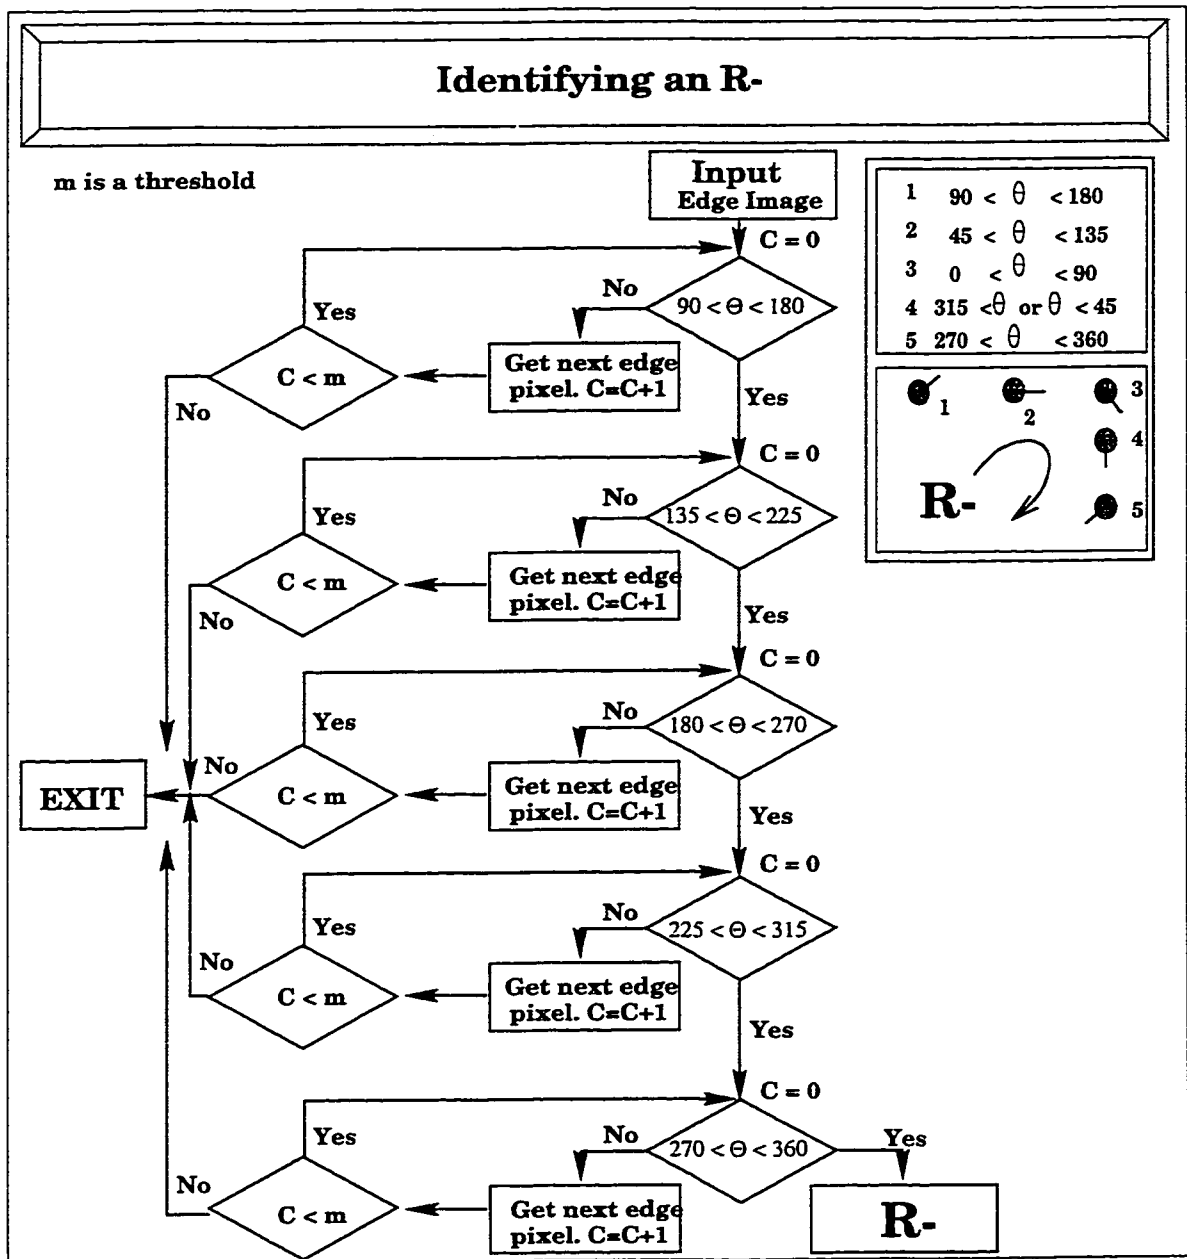 Identifying an R-
m is a threshold
Input
Edge Image
1 90 < θ < 180
2 45 < θ < 135
3 0 < θ < 90
4 315 < θ or θ < 45
5 270 < θ < 360
1
2
3
4
5
R-
C = 0
90 < Θ < 180
No
Yes
Get next edge
pixel. C=C+1
C < m
Yes
No
C = 0
135 < Θ < 225
No
Yes
Get next edge
pixel. C=C+1
C < m
Yes
No
C = 0
180 < Θ < 270
No
Yes
Get next edge
pixel. C=C+1
C < m
Yes
No
EXIT
C = 0
225 < Θ < 315
No
Yes
Get next edge
pixel. C=C+1
C < m
Yes
No
C = 0
270 < Θ < 360
No
Yes
Get next edge
pixel. C=C+1
C < m
Yes
No
R-